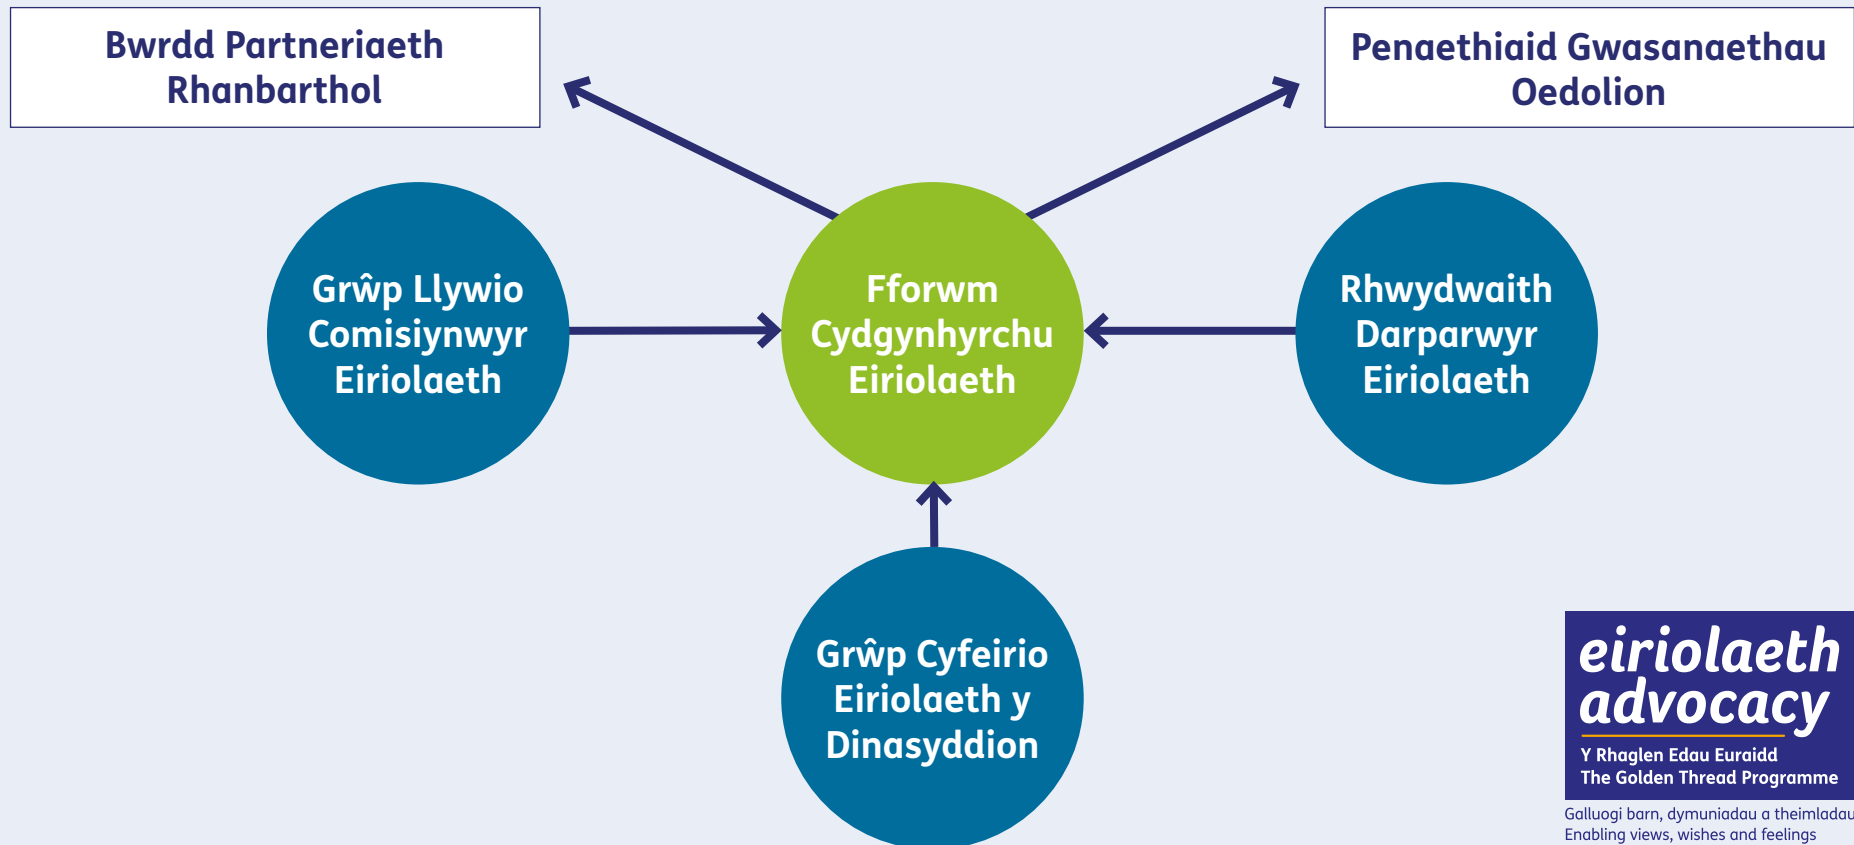 Bwrdd Partneriaeth
Rhanbarthol
Penaethiaid Gwasanaethau
Oedolion
Grŵp Llywio
Comisiynwyr
Eiriolaeth
Fforwm
Cydgynhyrchu
Eiriolaeth
Rhwydwaith
Darparwyr
Eiriolaeth
Grŵp Cyfeirio
Eiriolaeth y
Dinasyddion
eiriolaeth
advocacy
Y Rhaglen Edau Euraidd
The Golden Thread Programme
Galluogi barn, dymuniadau a theimladau
Enabling views, wishes and feelings